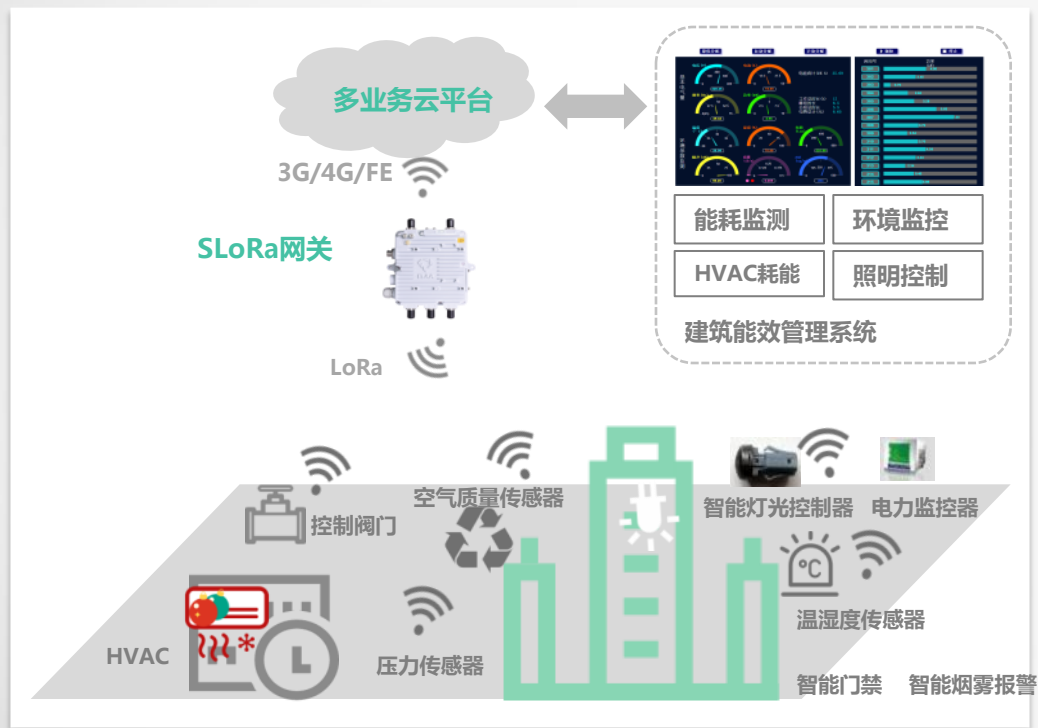 多业务云平台
3G/4G/FE
SLoRa网关
LoRa
能耗监测
环境监控
HVAC耗能
照明控制
建筑能效管理系统
空气质量传感器
控制阀门
智能灯光控制器
电力监控器
°C
温湿度传感器
HVAC
压力传感器
智能门禁
智能烟雾报警